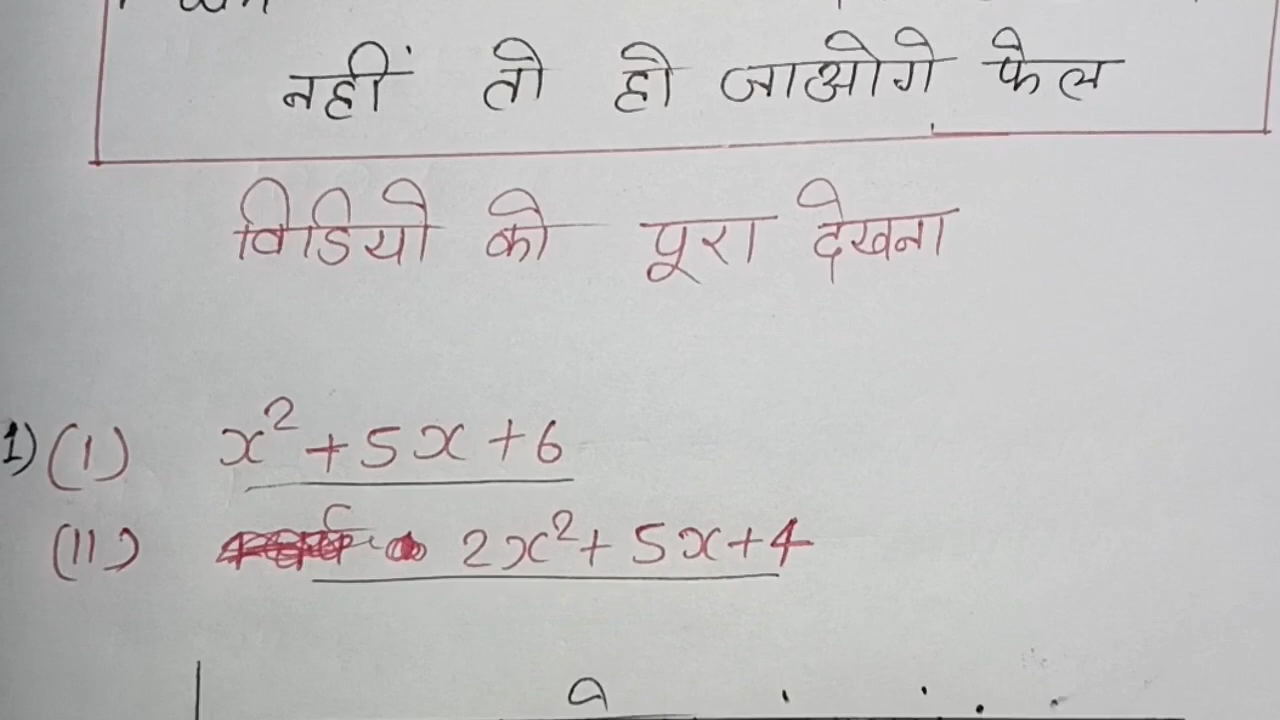 नहीं तो हो जाओगे फेल
विडियो को पूरा देखना
1) (I) x² + 5x + 6
(II) 2x² + 5x + 4